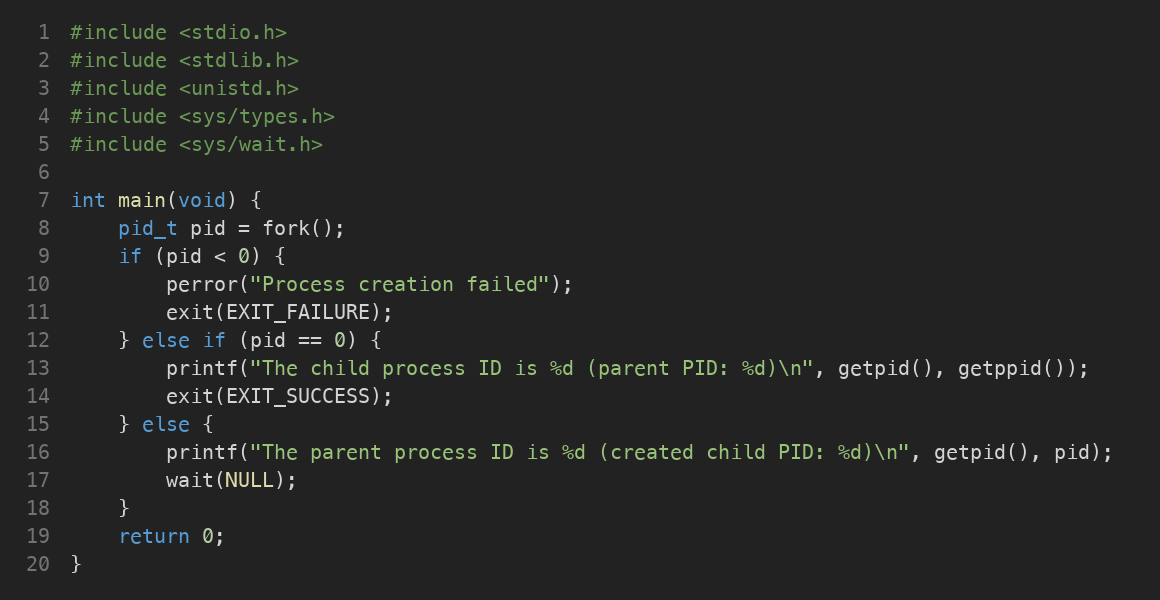 1 #include <stdio.h>
2 #include <stdlib.h>
3 #include <unistd.h>
4 #include <sys/types.h>
5 #include <sys/wait.h>
6
7 int main(void) {
8     pid_t pid = fork();
9     if (pid < 0) {
10         perror("Process creation failed");
11         exit(EXIT_FAILURE);
12     } else if (pid == 0) {
13         printf("The child process ID is %d (parent PID: %d)\n", getpid(), getppid());
14         exit(EXIT_SUCCESS);
15     } else {
16         printf("The parent process ID is %d (created child PID: %d)\n", getpid(), pid);
17         wait(NULL);
18     }
19     return 0;
20 }